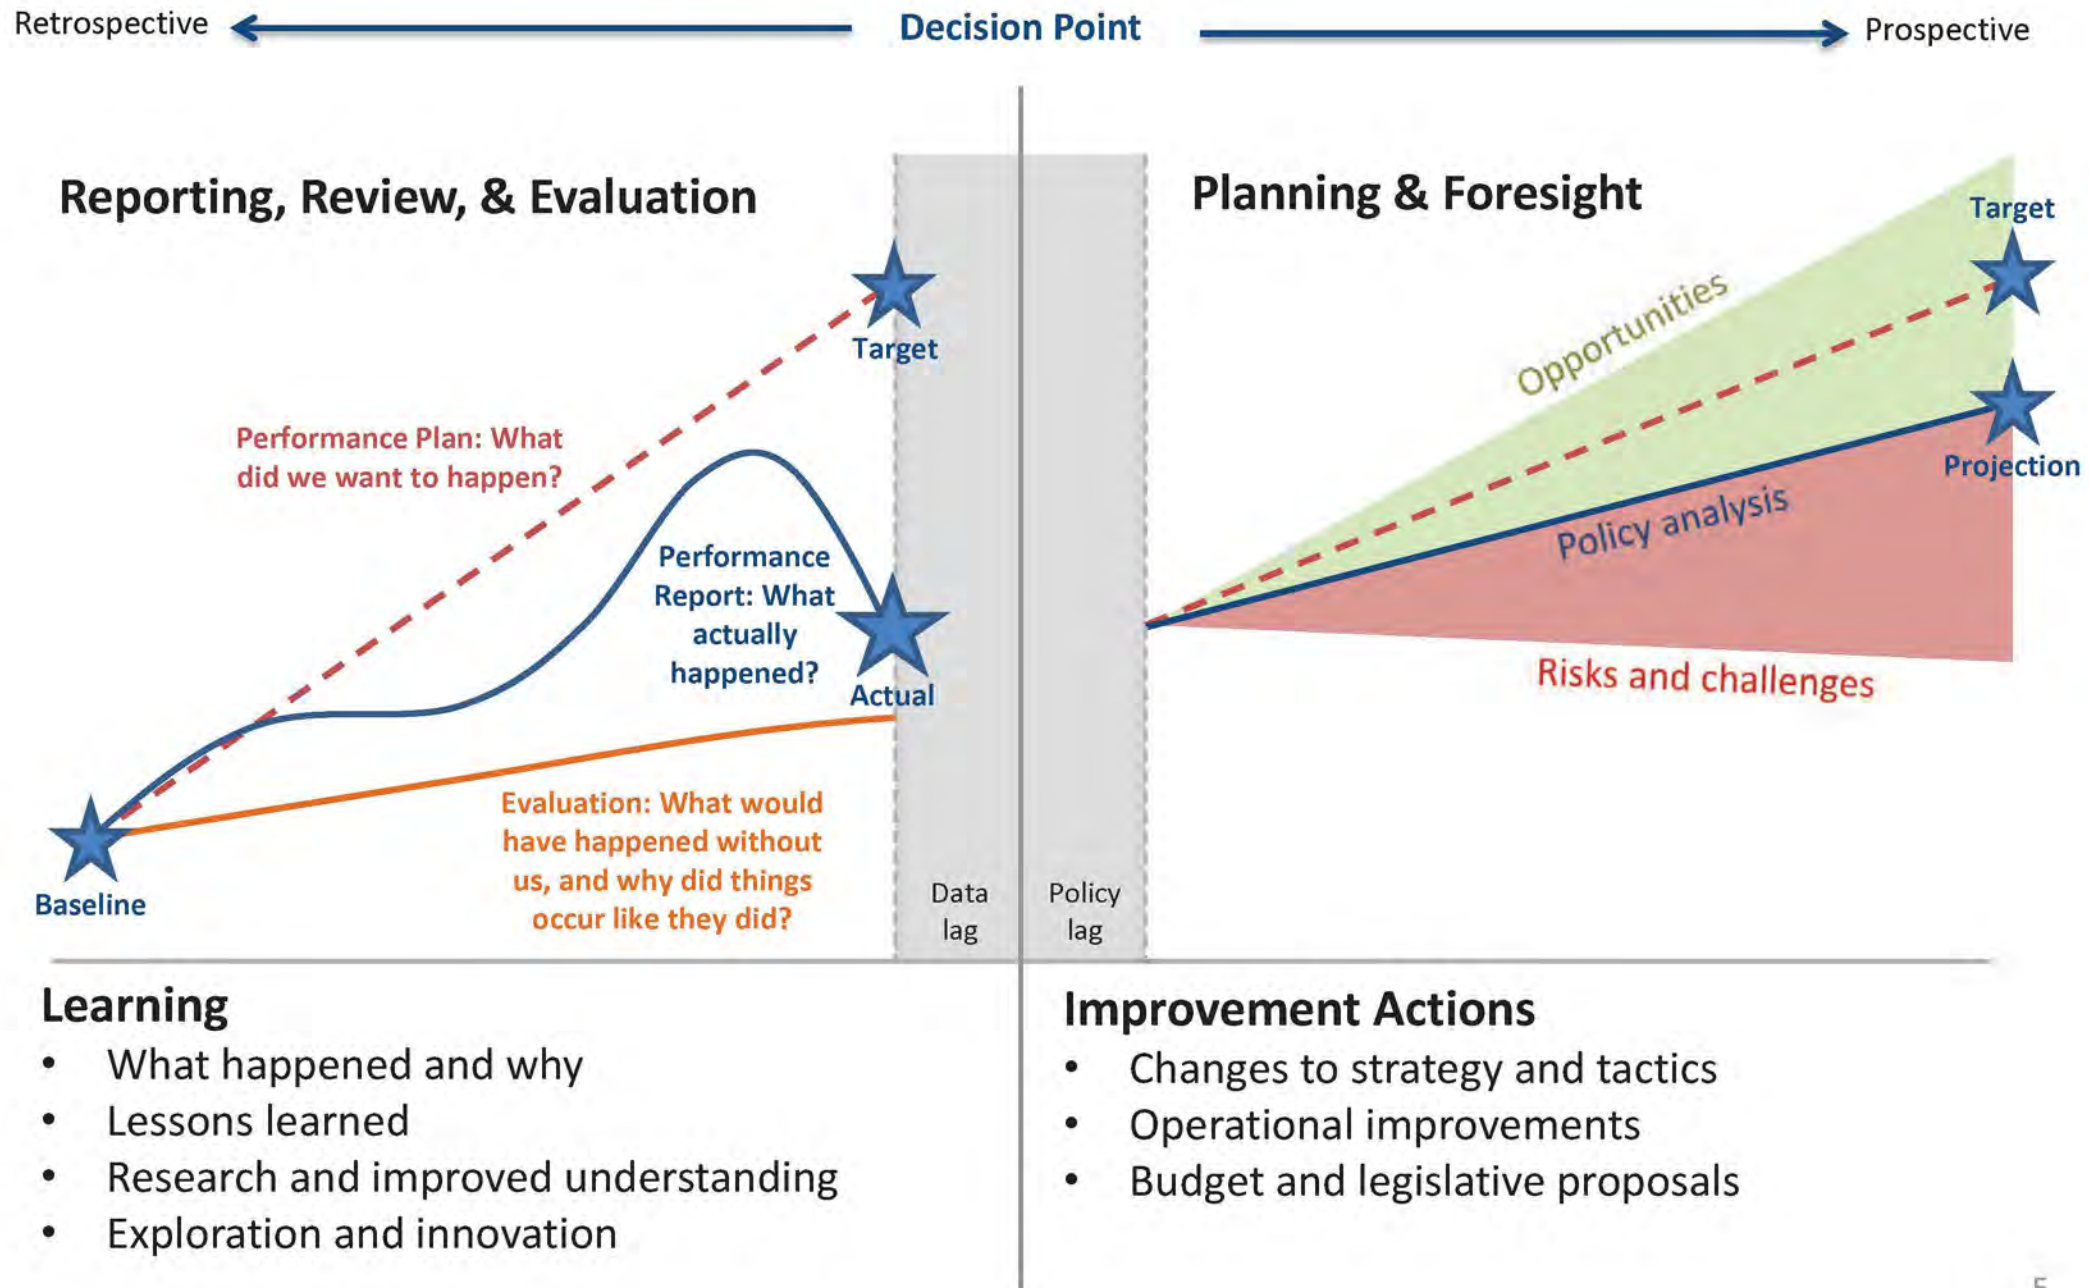 Retrospective
Decision Point
Prospective
Reporting, Review, & Evaluation
Target
Performance Plan: What
did we want to happen?
Performance
Report: What
actually
happened?
Actual
Evaluation: What would
have happened without
us, and why did things
occur like they did?
Baseline
Data
lag
Policy
lag
Planning & Foresight
Target
Opportunities
Projection
Policy analysis
Risks and challenges
Learning
• What happened and why
• Lessons learned
• Research and improved understanding
• Exploration and innovation
Improvement Actions
• Changes to strategy and tactics
• Operational improvements
• Budget and legislative proposals